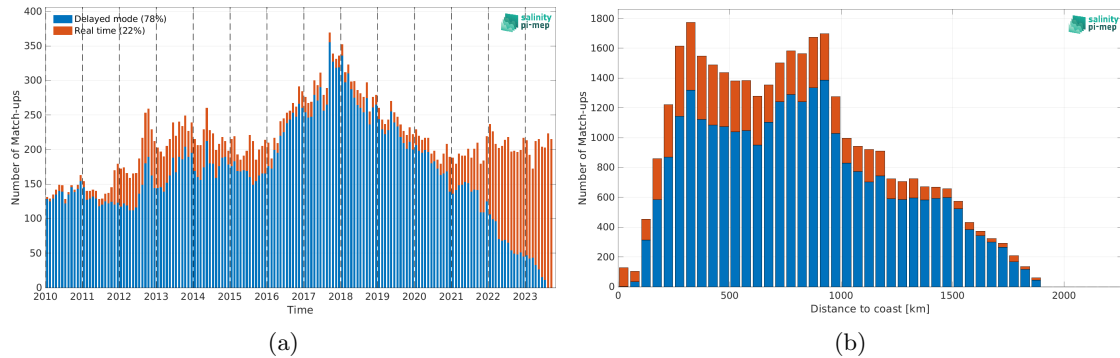 Delayed mode (78%)
Real time (22%)
salinity
pi-mep
Number of Match-ups
400
350
300
250
200
150
100
50
0
2010 2011 2012 2013 2014 2015 2016 2017 2018 2019 2020 2021 2022 2023
Time
(a)
salinity
pi-mep
Number of Match-ups
1800
1600
1400
1200
1000
800
600
400
200
0
0 500 1000 1500 2000
Distance to coast [km]
(b)